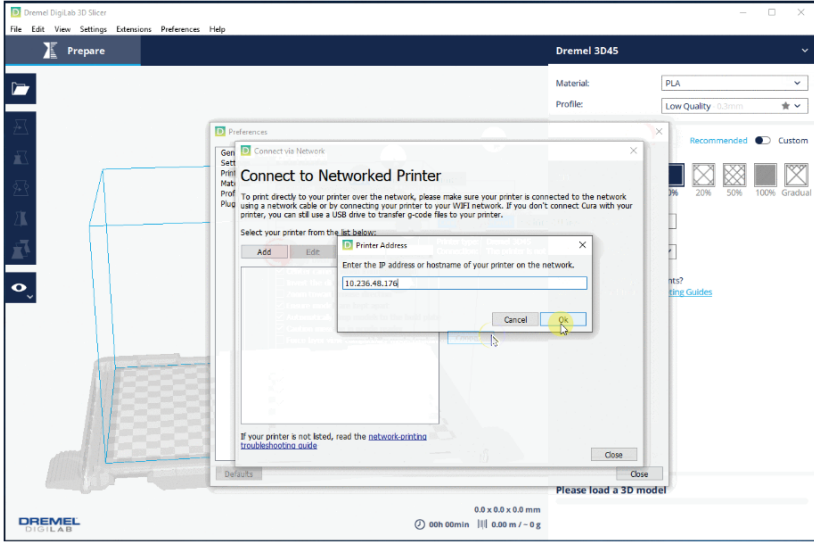 Dremel DigiLab 3D Slicer
File Edit View Settings Extensions Preferences Help
Prepare
Dremel 3D45
Material:
PLA
Profile:
Low Quality 0.3mm
Recommended
Custom
20% 50% 100% Gradual
Guides
Preferences
Connect via Network
Connect to Networked Printer
To print directly to your printer over the network, please make sure your printer is connected to the network
using a network cable or by connecting your printer to your WIFI network. If you don't connect Cura with your
printer, you can still use a USB drive to transfer g-code files to your printer.
Select your printer from the list below:
Add
Edit
Printer Address
Enter the IP address or hostname of your printer on the network.
10.236.48.176
Cancel
Ok
If your printer is not listed, read the network-printing
troubleshooting guide
Close
Defaults
Close
Please load a 3D model
0.0 x 0.0 x 0.0 mm
00h 00min
0.00 m / ~ 0 g
DREMEL
DIGILAB